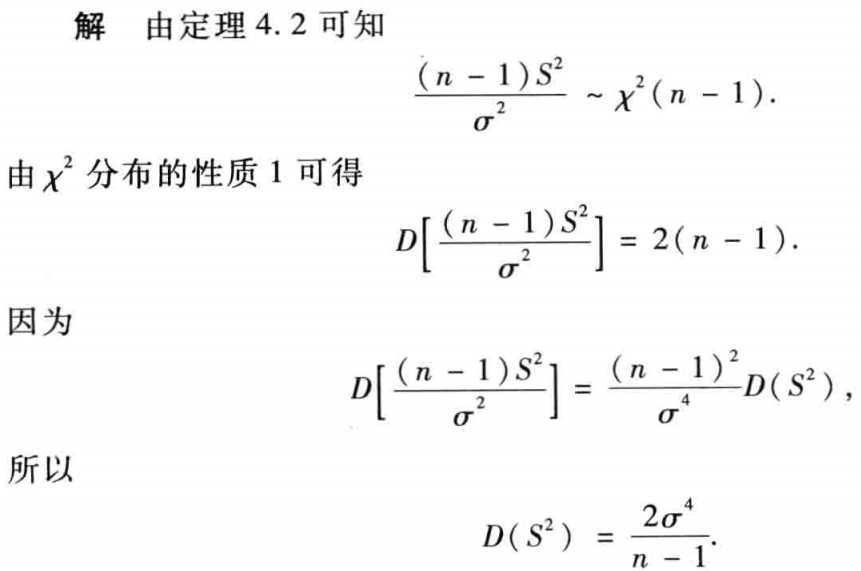 解 由定理 4.2 可知
$$\frac{(n-1)S^2}{\sigma^2} \sim \chi^2(n-1).$$
由 $\chi^2$ 分布的性质 1 可得
$$D\left[\frac{(n-1)S^2}{\sigma^2}\right] = 2(n-1).$$
因为
$$D\left[\frac{(n-1)S^2}{\sigma^2}\right] = \frac{(n-1)^2}{\sigma^4}D(S^2),$$
所以
$$D(S^2) = \frac{2\sigma^4}{n-1}.$$